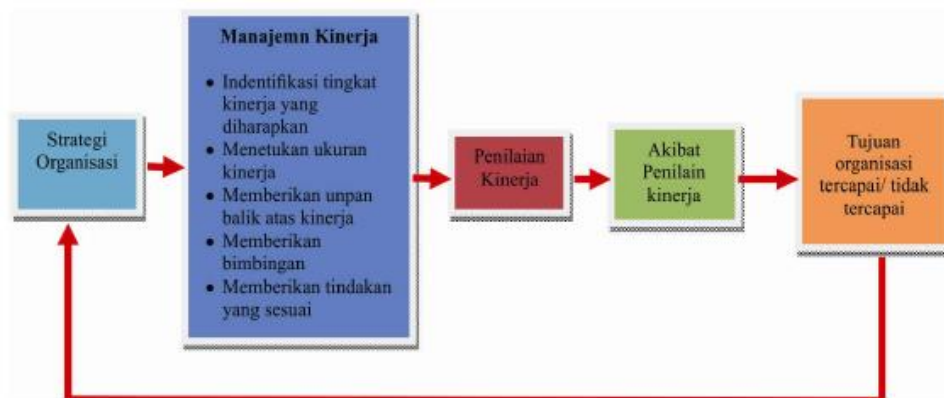 Strategi
Organisasi
Manajemn Kinerja
Indentifikasi tingkat
kinerja yang
diharapkan
Menetukan ukuran
kinerja
Memberikan unpan
balik atas kinerja
Memberikan
bimbingan
Memberikan tindakan
yang sesuai
Penilaian
Kinerja
Akibat
Penilain
kinerja
Tujuan
organisasi
tercapai/ tidak
tercapai